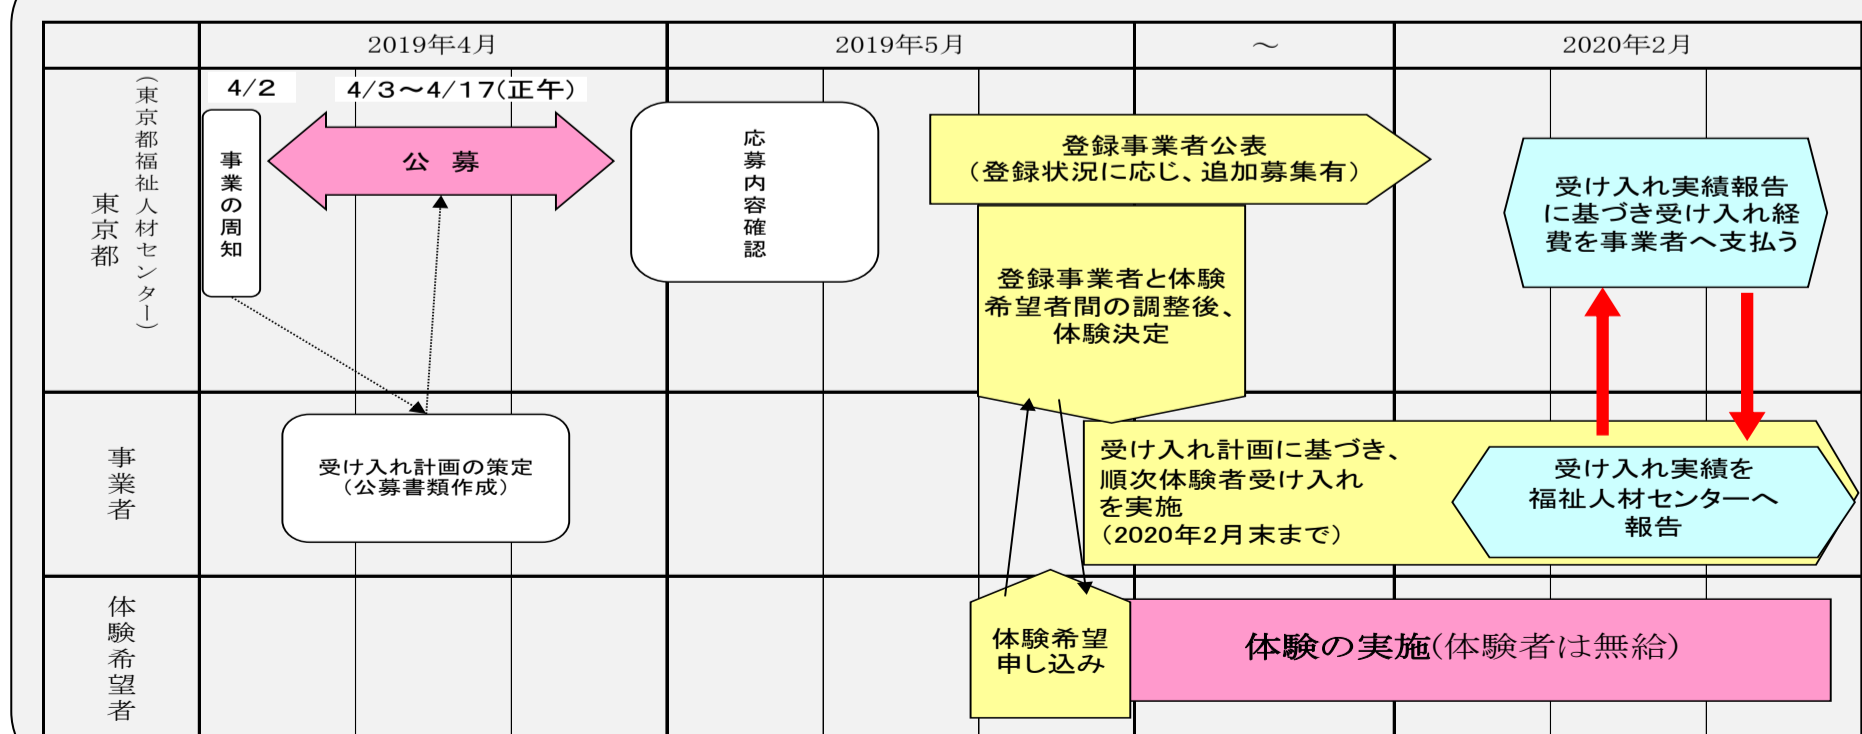 2019年4月
2019年5月
～
2020年2月
東京都
（東京都福祉人材センター）
4/2
事業の周知
4/3～4/17(正午)
公　募
応募内容確認
登録事業者公表
（登録状況に応じ、追加募集有）
登録事業者と体験
希望者間の調整後、
体験決定
受け入れ実績報告
に基づき受け入れ経
費を事業者へ支払う
事業者
受け入れ計画の策定
（公募書類作成）
受け入れ計画に基づき、
順次体験者受け入れ
を実施
（2020年2月末まで）
受け入れ実績を
福祉人材センターへ
報告
体験希望者
体験希望
申し込み
体験の実施(体験者は無給)